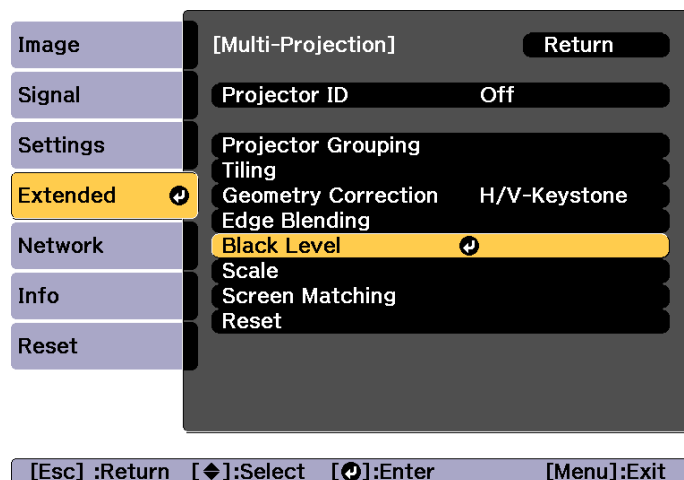 Image
Signal
Settings
Extended
Network
Info
Reset
[Multi-Projection] Return
Projector ID Off
Projector Grouping
Tiling
Geometry Correction H/V-Keystone
Edge Blending
Black Level
Scale
Screen Matching
Reset
[Esc] :Return [◆]:Select [↵]:Enter [Menu]:Exit